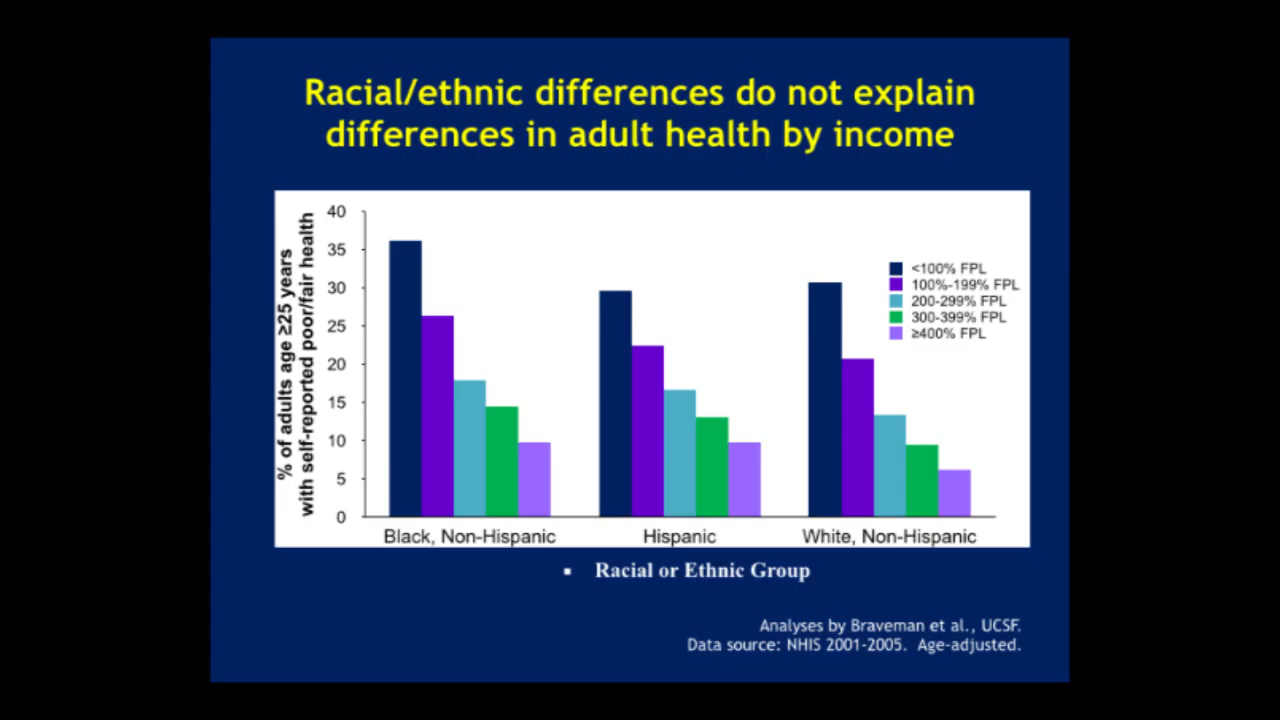 Racial/ethnic differences do not explain
differences in adult health by income
% of adults age ≥25 years
with self-reported poor/fair health
40
35
30
25
20
15
10
5
0
<100% FPL
100%-199% FPL
200-299% FPL
300-399% FPL
≥400% FPL
Black, Non-Hispanic
Hispanic
White, Non-Hispanic
▪ Racial or Ethnic Group
Analyses by Braveman et al., UCSF.
Data source: NHIS 2001-2005. Age-adjusted.